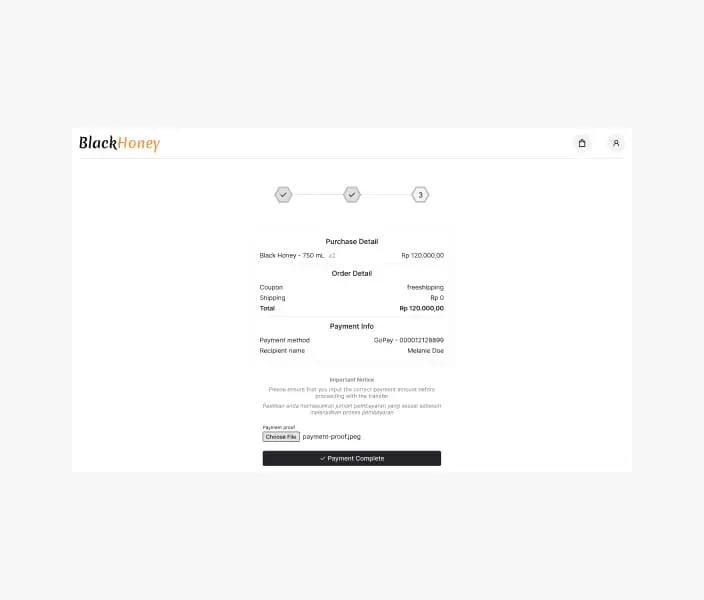 BlackHoney
3
Purchase Detail
Black Honey - 750 mL x2 Rp 120.000,00
Order Detail
Coupon freeshipping
Shipping Rp 0
Total Rp 120.000,00
Payment Info
Payment method GoPay - 000012128899
Recipient name Melanie Doe
Important Notice
Please ensure that you input the correct payment amount before
proceeding with the transfer
Pastikan anda memasukkan jumlah pembayaran yang sesuai sebelum
melanjutkan proses pembayaran
Payment proof
Choose File payment-proof.jpeg
✓ Payment Complete